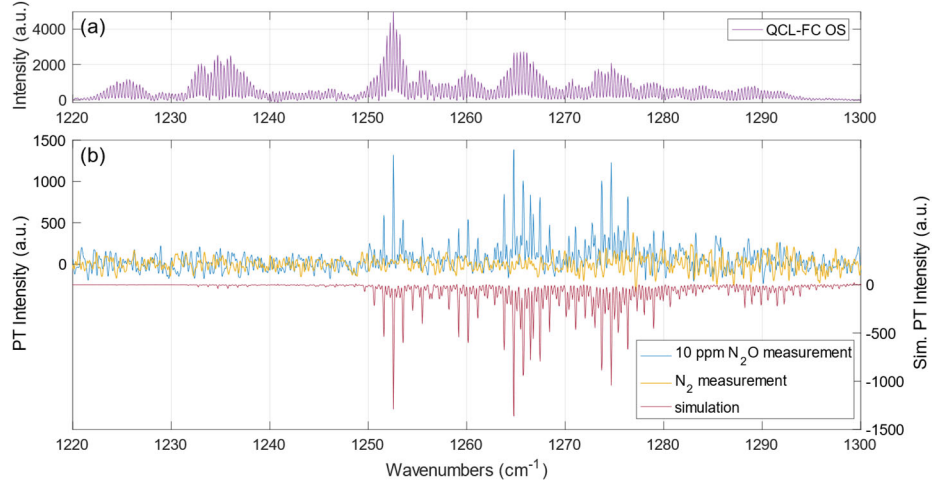 (a)
QCL-FC OS
Intensity (a.u.)
4000
2000
0
1220 1230 1240 1250 1260 1270 1280 1290 1300
(b)
PT Intensity (a.u.)
1500
1000
500
0
Sim. PT Intensity (a.u.)
0
-500
-1000
-1500
10 ppm N₂O measurement
N₂ measurement
simulation
1220 1230 1240 1250 1260 1270 1280 1290 1300
Wavenumbers (cm⁻¹)